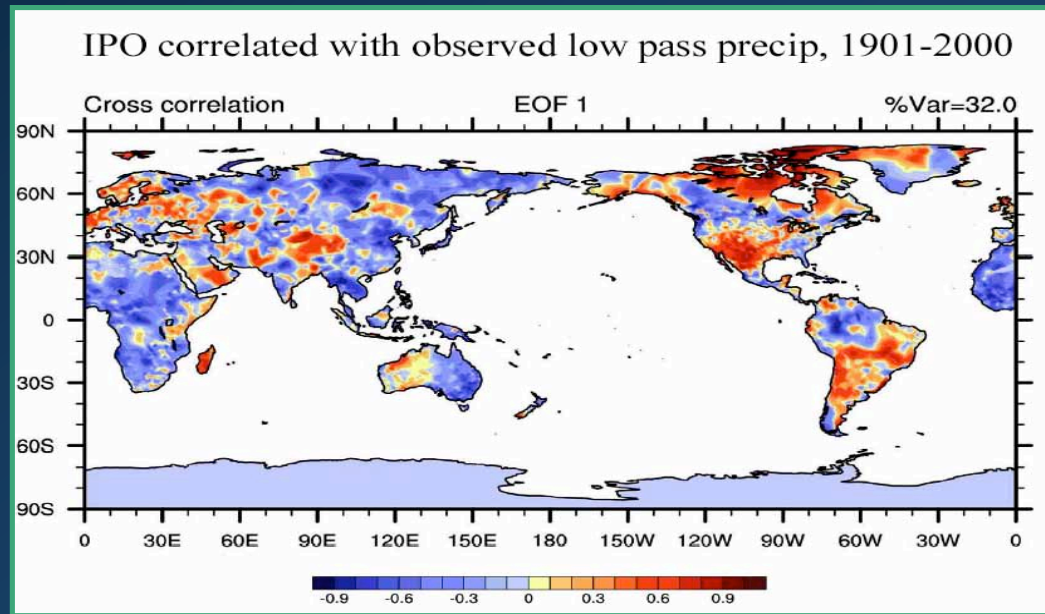 IPO correlated with observed low pass precip, 1901-2000
Cross correlation EOF 1 %Var=32.0
90N
60N
30N
0
30S
60S
90S
0 30E 60E 90E 120E 150E 180 150W 120W 90W 60W 30W 0
-0.9 -0.6 -0.3 0 0.3 0.6 0.9